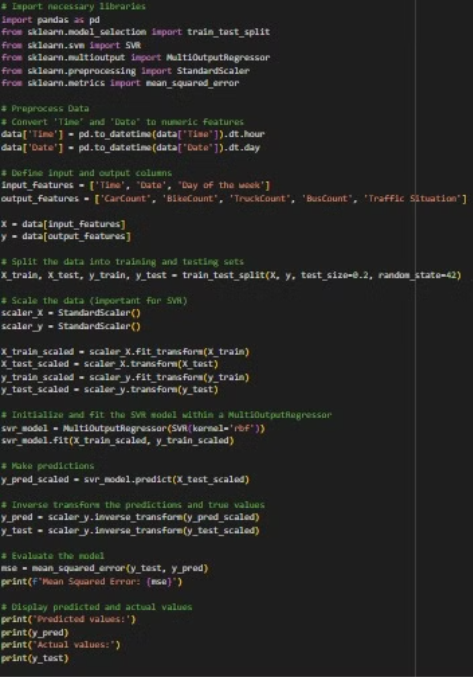 # Import necessary libraries
import pandas as pd
from sklearn.model_selection import train_test_split
from sklearn.svm import SVR
from sklearn.multioutput import MultiOutputRegressor
from sklearn.preprocessing import StandardScaler
from sklearn.metrics import mean_squared_error
# Preprocess Data
# Convert 'Time' and 'Date' to numeric features
data['Time'] = pd.to_datetime(data['Time']).dt.hour
data['Date'] = pd.to_datetime(data['Date']).dt.day
# Define input and output columns
input_features = ['Time', 'Date', 'Day of the week']
output_features = ['CarCount', 'BikeCount', 'TruckCount', 'BusCount', 'Traffic Situation']
X = data[input_features]
y = data[output_features]
# Split the data into training and testing sets
X_train, X_test, y_train, y_test = train_test_split(X, y, test_size=0.2, random_state=42)
# Scale the data (important for SVR)
scaler_X = StandardScaler()
scaler_y = StandardScaler()
X_train_scaled = scaler_X.fit_transform(X_train)
X_test_scaled = scaler_X.transform(X_test)
y_train_scaled = scaler_y.fit_transform(y_train)
y_test_scaled = scaler_y.transform(y_test)
# Initialize and fit the SVR model within a MultiOutputRegressor
svr_model = MultiOutputRegressor(SVR(kernel='rbf'))
svr_model.fit(X_train_scaled, y_train_scaled)
# Make predictions
y_pred_scaled = svr_model.predict(X_test_scaled)
# Inverse transform the predictions and true values
y_pred = scaler_y.inverse_transform(y_pred_scaled)
y_test = scaler_y.inverse_transform(y_test_scaled)
# Evaluate the model
mse = mean_squared_error(y_test, y_pred)
print(f'Mean Squared Error: {mse}')
# Display predicted and actual values
print('Predicted values:')
print(y_pred)
print('Actual values:')
print(y_test)